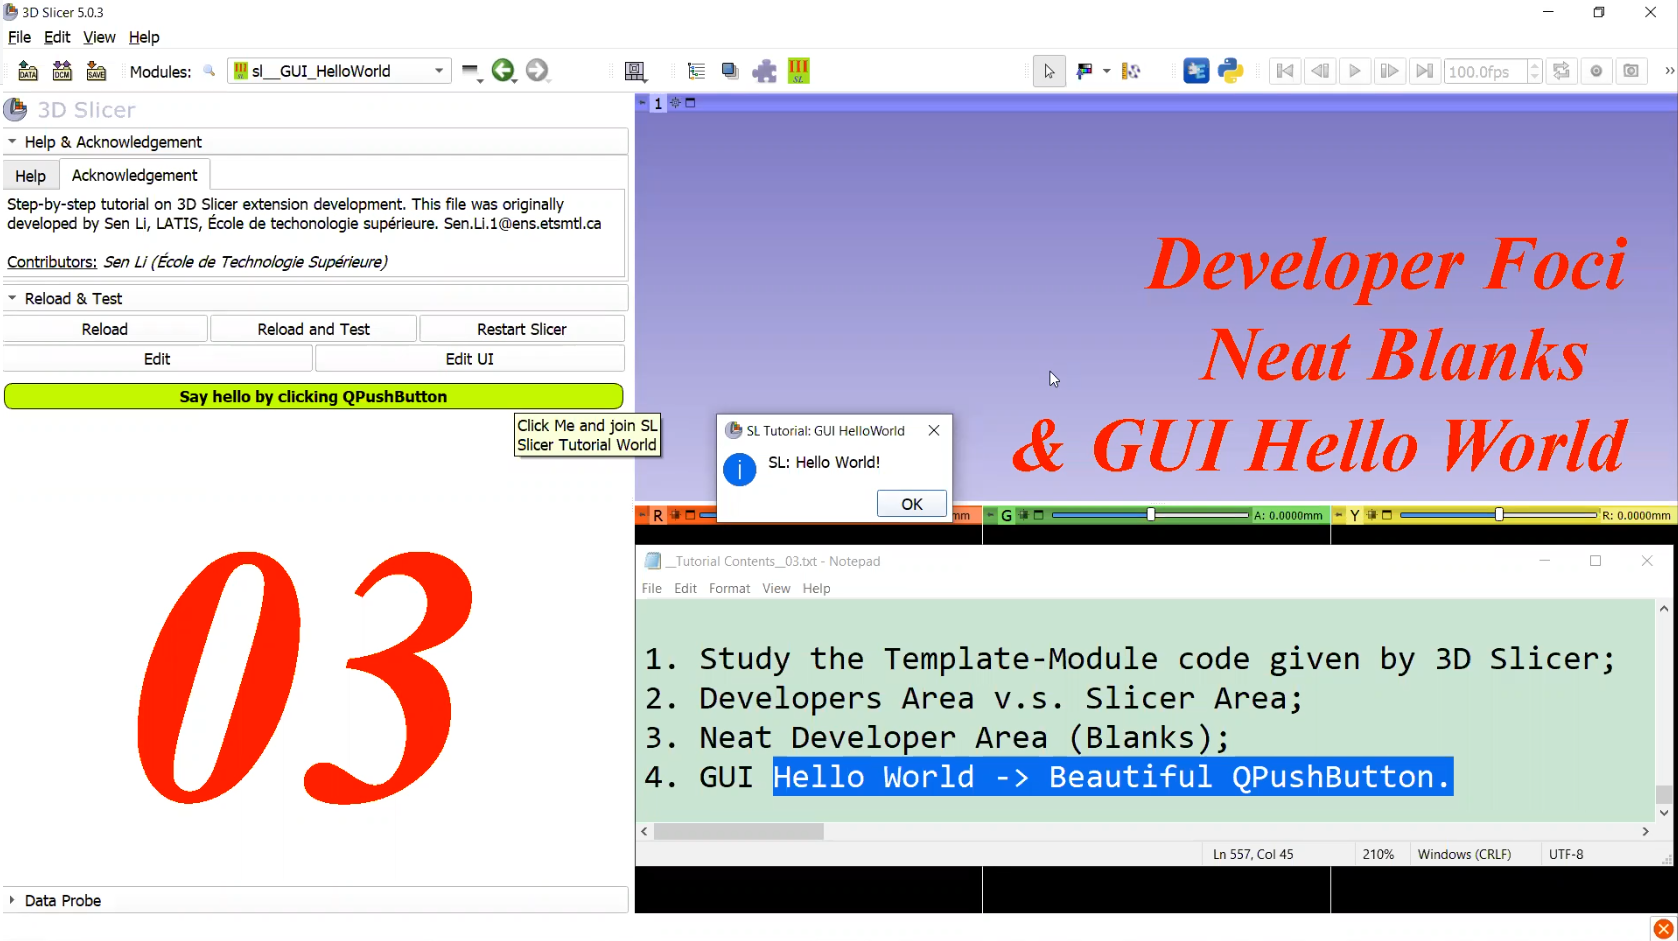 3D Slicer 5.0.3
File Edit View Help
DATA DCM SAVE Modules: sl__GUI_HelloWorld SL 100.0fps »
3D Slicer
Help & Acknowledgement
Help Acknowledgement
Step-by-step tutorial on 3D Slicer extension development. This file was originally
developed by Sen Li, LATIS, École de techonologie supérieure. Sen.Li.1@ens.etsmtl.ca
Contributors: Sen Li (École de Technologie Supérieure)
Reload & Test
Reload Reload and Test Restart Slicer
Edit Edit UI
Say hello by clicking QPushButton
Click Me and join SL
Slicer Tutorial World
03
Data Probe
1
Developer Foci
Neat Blanks
& GUI Hello World
SL Tutorial: GUI HelloWorld
SL: Hello World!
OK
R mm G A: 0.0000mm Y R: 0.0000mm
__Tutorial Contents__03.txt - Notepad
File Edit Format View Help
1. Study the Template-Module code given by 3D Slicer;
2. Developers Area v.s. Slicer Area;
3. Neat Developer Area (Blanks);
4. GUI Hello World -> Beautiful QPushButton.
Ln 557, Col 45 210% Windows (CRLF) UTF-8